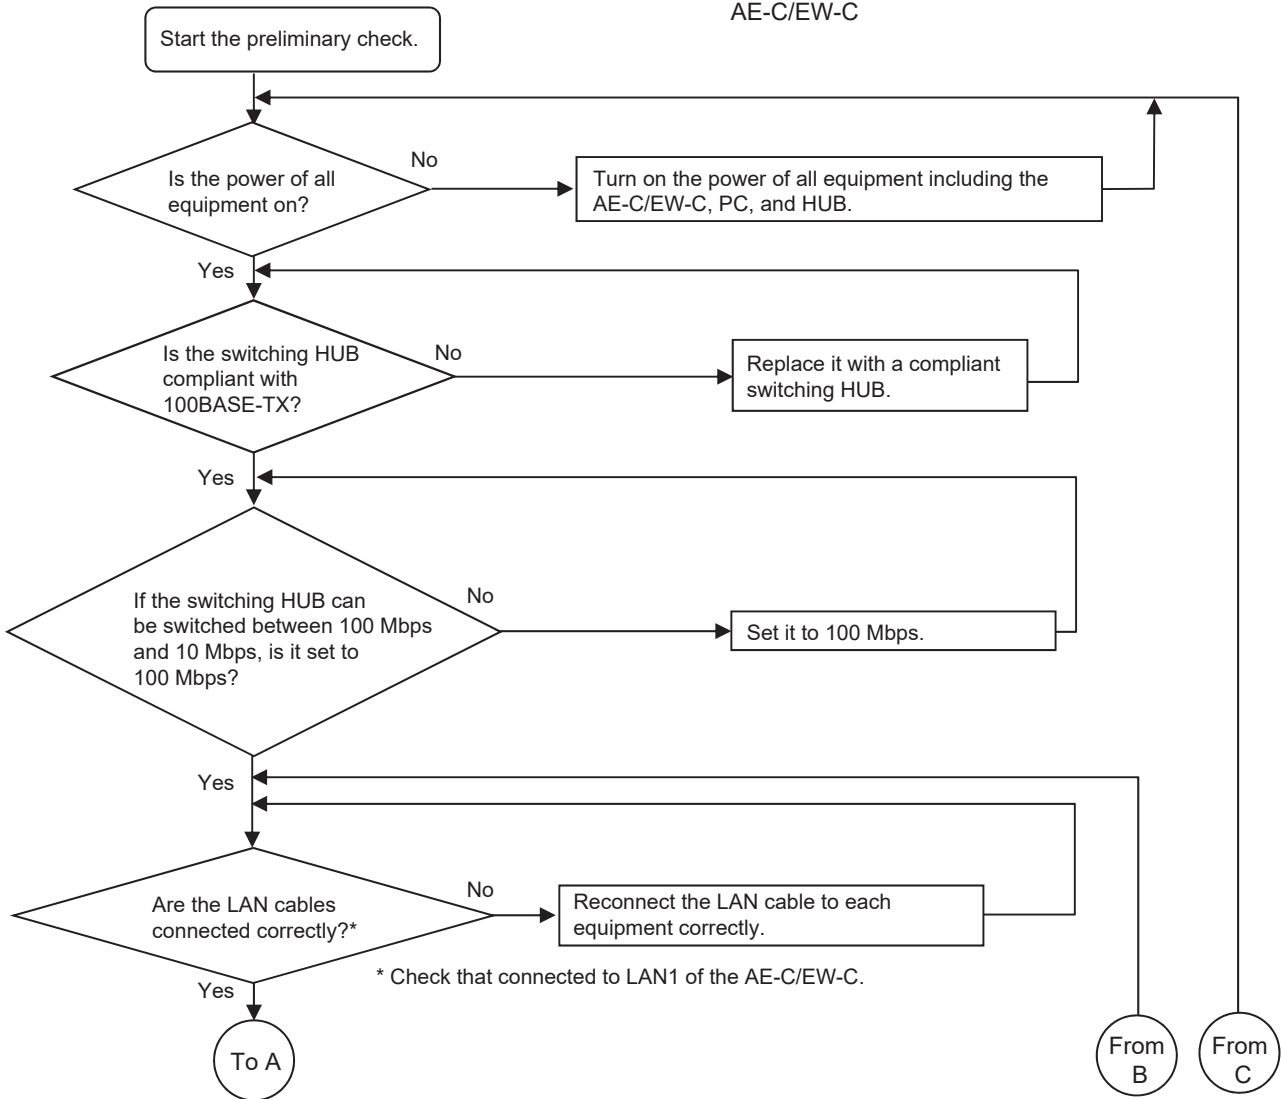 AE-C/EW-C
Start the preliminary check.
Is the power of all
equipment on?
No
Turn on the power of all equipment including the
AE-C/EW-C, PC, and HUB.
Yes
Is the switching HUB
compliant with
100BASE-TX?
No
Replace it with a compliant
switching HUB.
Yes
If the switching HUB can
be switched between 100 Mbps
and 10 Mbps, is it set to
100 Mbps?
No
Set it to 100 Mbps.
Yes
Are the LAN cables
connected correctly?*
No
Reconnect the LAN cable to each
equipment correctly.
* Check that connected to LAN1 of the AE-C/EW-C.
Yes
To A
From
B
From
C